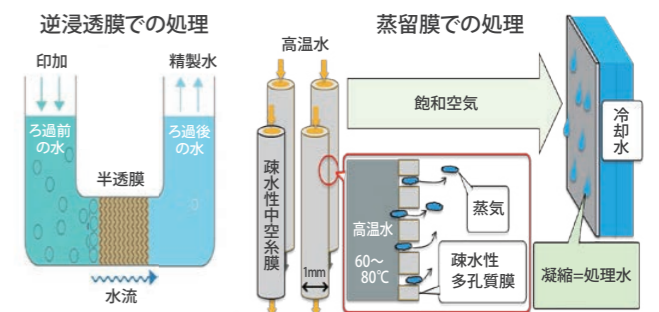 逆浸透膜での処理
印加
精製水
ろ過前
の水
ろ過後
の水
半透膜
水流
蒸留膜での処理
高温水
飽和空気
冷却水
疎水性中空糸膜
1mm
高温水
60〜
80℃
蒸気
疎水性
多孔質膜
凝縮=処理水